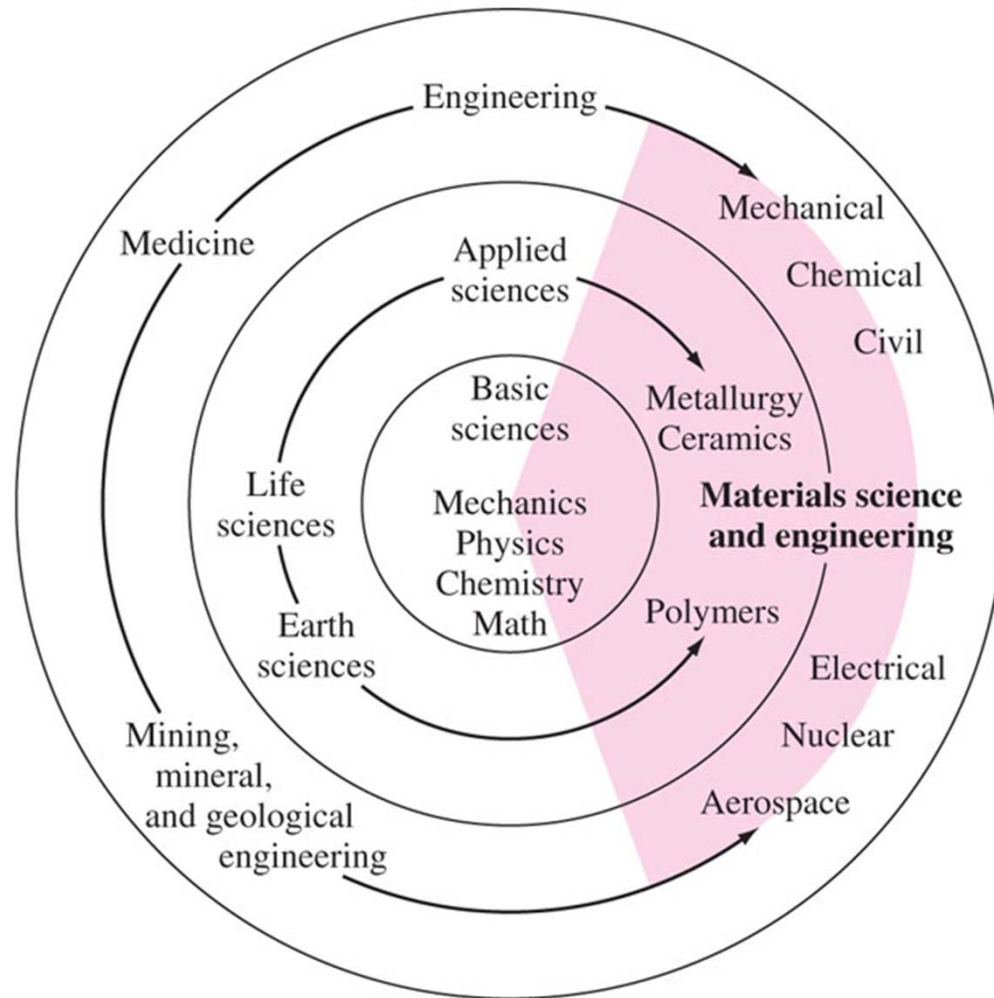 Engineering
Mechanical
Medicine
Applied
sciences
Chemical
Civil
Basic
sciences
Metallurgy
Ceramics
Life
sciences
Mechanics
Physics
Chemistry
Math
Materials science
and engineering
Earth
sciences
Polymers
Electrical
Mining,
mineral,
and geological
engineering
Nuclear
Aerospace